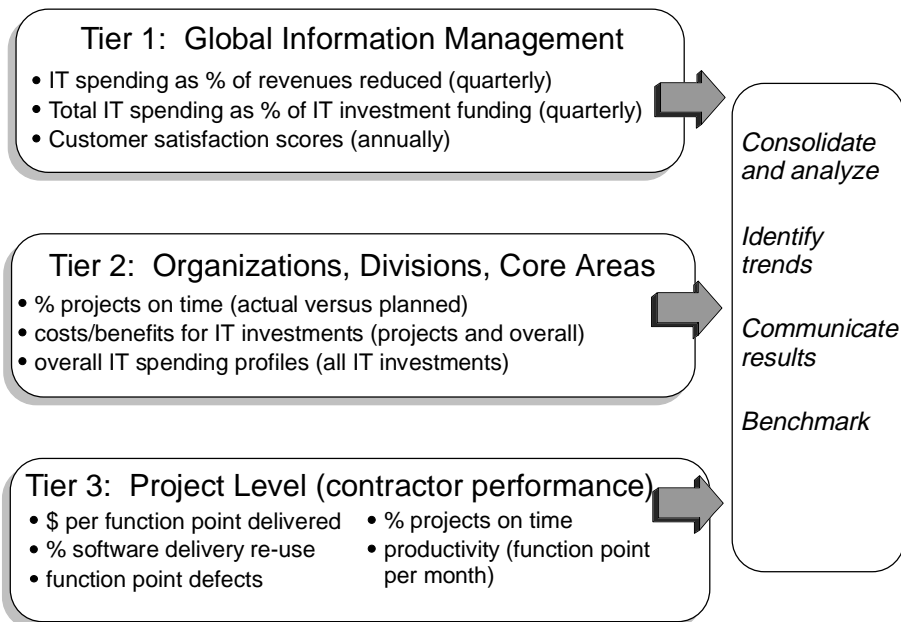 Tier 1: Global Information Management
• IT spending as % of revenues reduced (quarterly)
• Total IT spending as % of IT investment funding (quarterly)
• Customer satisfaction scores (annually)
Tier 2: Organizations, Divisions, Core Areas
• % projects on time (actual versus planned)
• costs/benefits for IT investments (projects and overall)
• overall IT spending profiles (all IT investments)
Tier 3: Project Level (contractor performance)
• $ per function point delivered
• % software delivery re-use
• function point defects
• % projects on time
• productivity (function point
per month)
Consolidate
and analyze
Identify
trends
Communicate
results
Benchmark